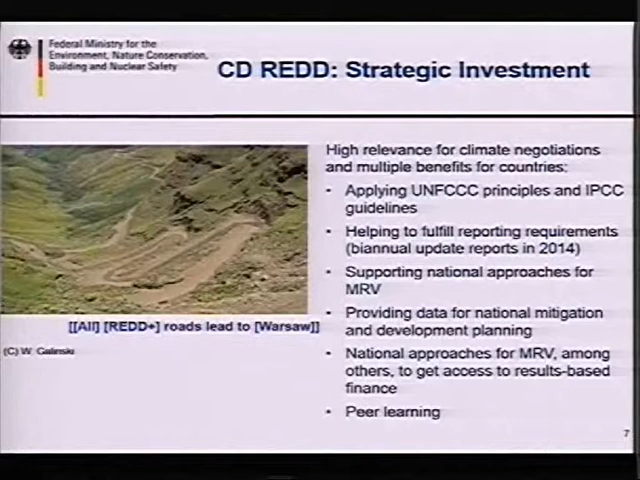 Federal Ministry for the
Environment, Nature Conservation,
Building and Nuclear Safety
CD REDD: Strategic Investment
High relevance for climate negotiations
and multiple benefits for countries:
• Applying UNFCCC principles and IPCC
guidelines
• Helping to fulfill reporting requirements
(biannual update reports in 2014)
• Supporting national approaches for
MRV
• Providing data for national mitigation
and development planning
• National approaches for MRV, among
others, to get access to results-based
finance
• Peer learning
[[All] [REDD+] roads lead to [Warsaw]]
(C) W. Galinski
7